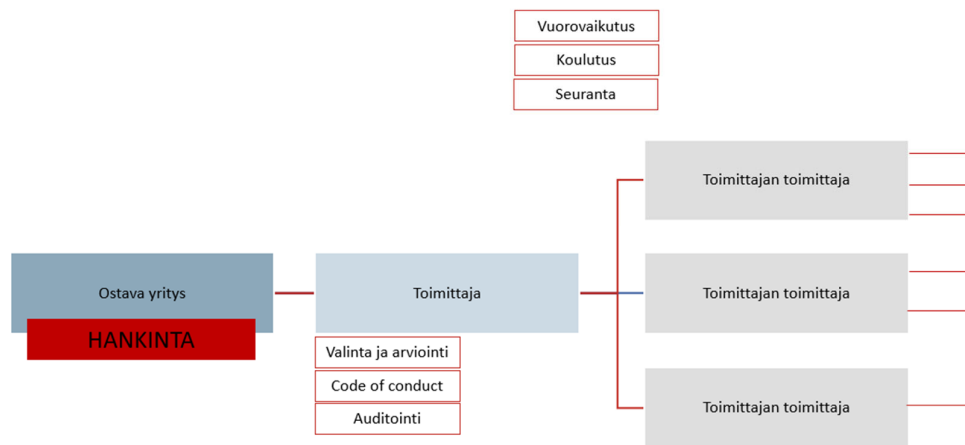 Vuorovaikutus
Koulutus
Seuranta
Toimittajan toimittaja
Ostava yritys
HANKINTA
Toimittaja
Toimittajan toimittaja
Valinta ja arviointi
Code of conduct
Auditointi
Toimittajan toimittaja